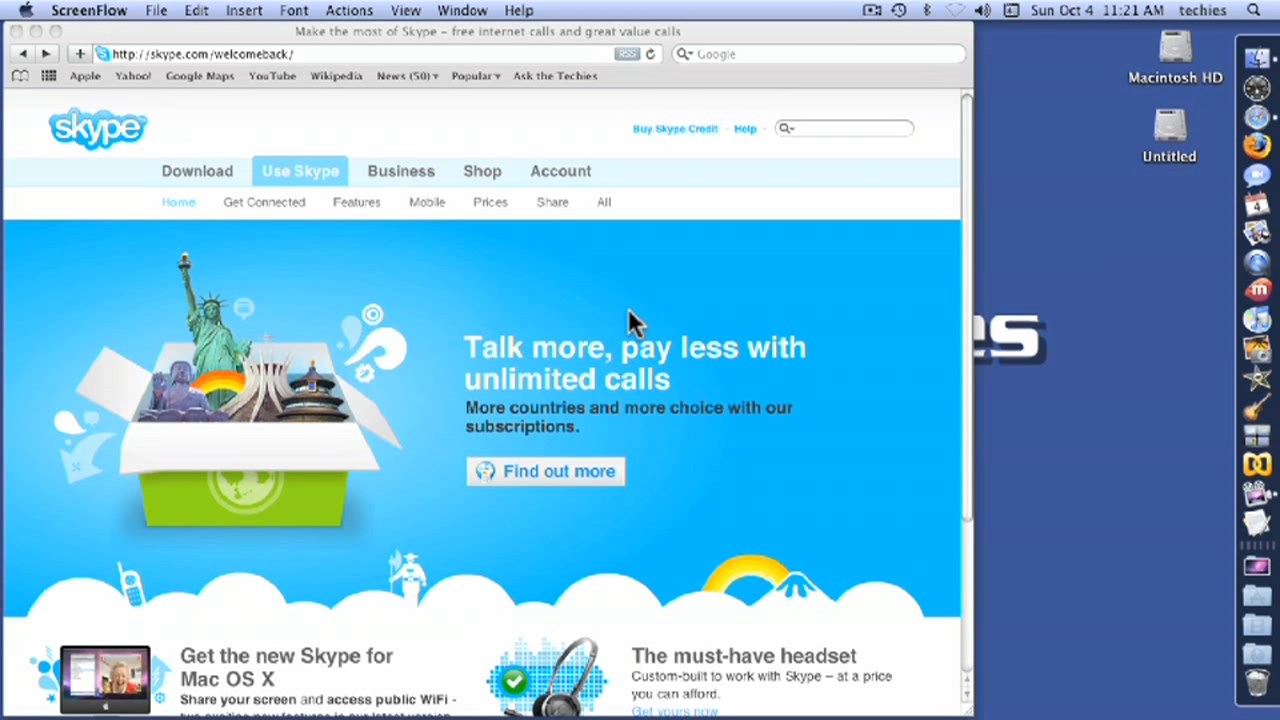 ScreenFlow File Edit Insert Font Actions View Window Help Sun Oct 4 11:21 AM techies
Make the most of Skype – free internet calls and great value calls
http://skype.com/welcomeback/ RSS Google
Apple Yahoo! Google Maps YouTube Wikipedia News (50) Popular Ask the Techies
Macintosh HD
Untitled
skype
Buy Skype Credit Help
Download Use Skype Business Shop Account
Home Get Connected Features Mobile Prices Share All
Talk more, pay less with
unlimited calls
More countries and more choice with our
subscriptions.
Find out more
es
4
Get the new Skype for
Mac OS X
Share your screen and access public WiFi -
The must-have headset
Custom-built to work with Skype – at a price
you can afford.
Get yours now